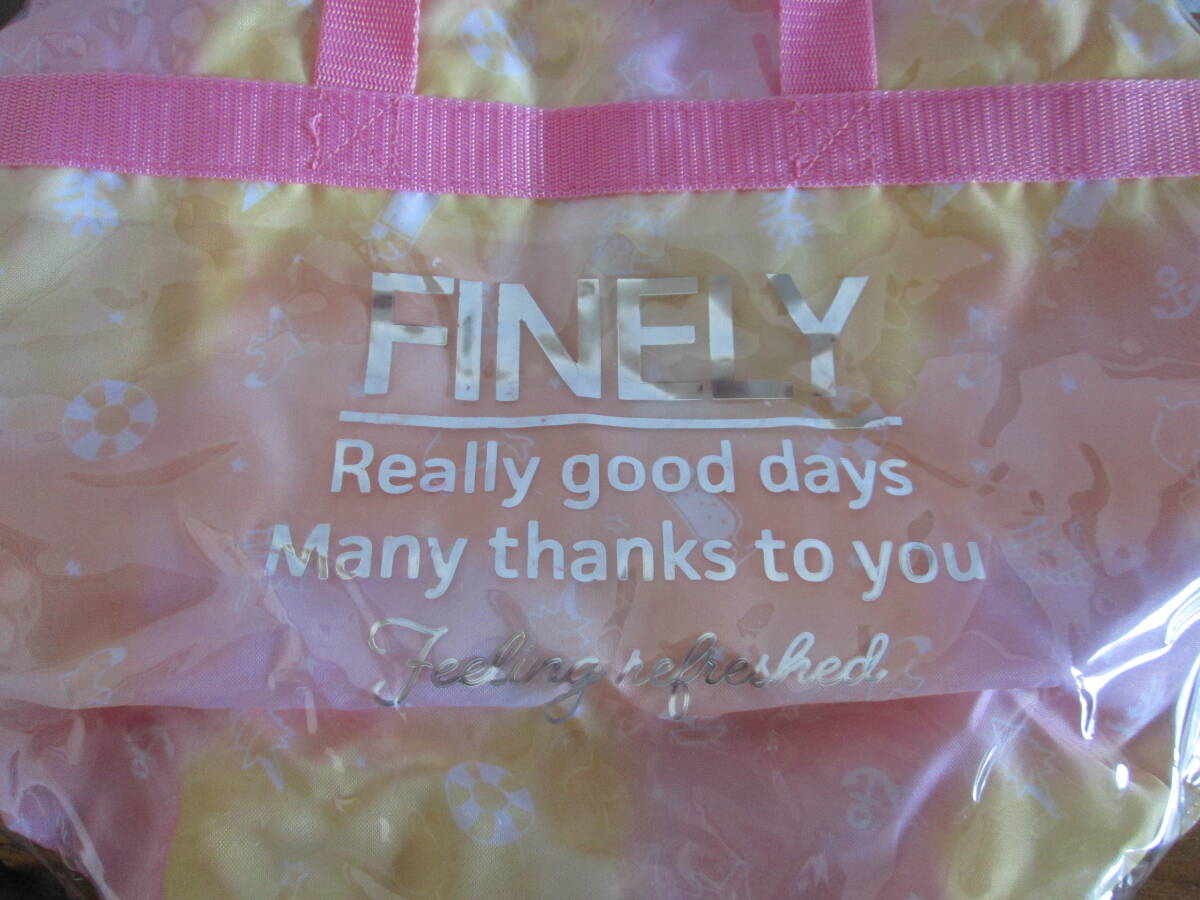 FINELY
Really good days
Many thanks to you
Feeling refreshed